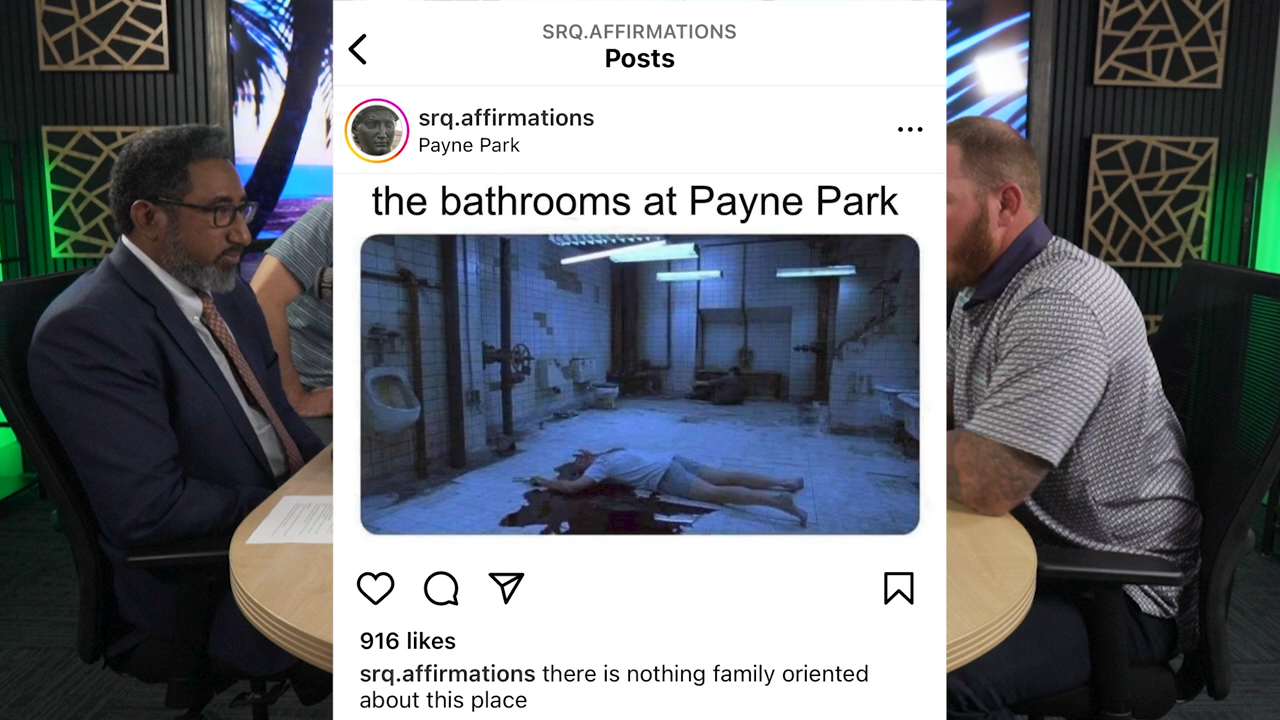 SRQ.AFFIRMATIONS
Posts
srq.affirmations
Payne Park
the bathrooms at Payne Park
916 likes
srq.affirmations there is nothing family oriented
about this place